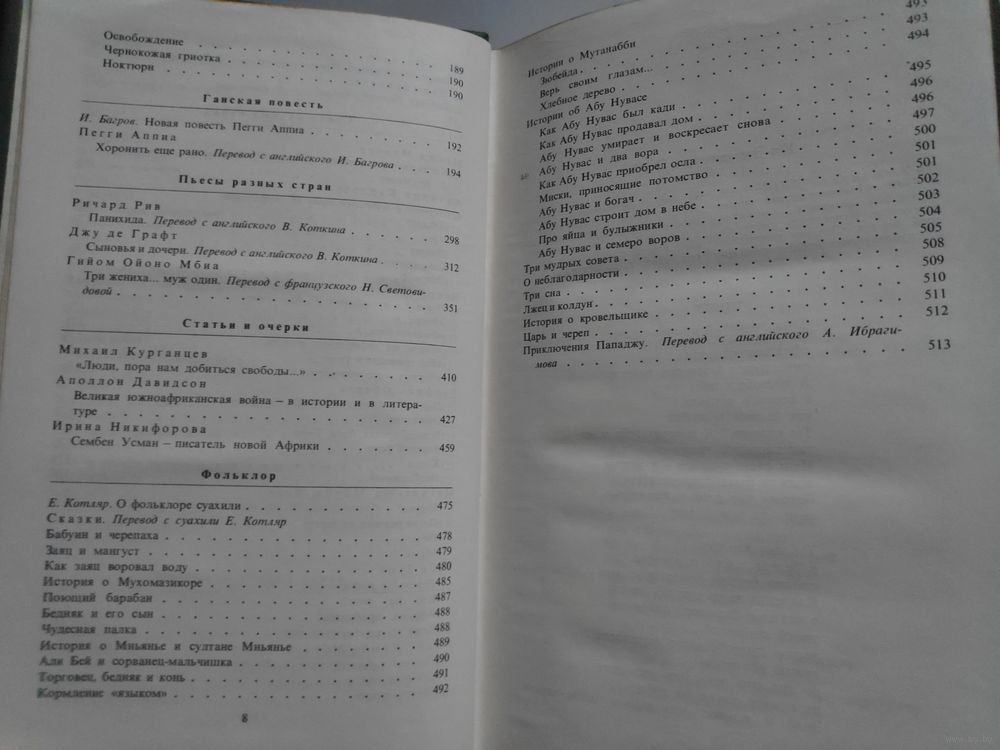 Освобождение . . . . . . . . . . . . . 189
Чернокожая гриотка . . . . . . . . . . . . . 190
Ноктюрн . . . . . . . . . . . . . 190
Ганская повесть
И. Багров. Новая повесть Пегги Аппиа . . . . . . . . 192
Пегги Аппиа
Хоронить еще рано. Перевод с английского И. Багрова . . . . 194
Пьесы разных стран
Ричард Рив
Панихида. Перевод с английского В. Коткина . . . . . . 298
Джу де Графт
Сыновья и дочери. Перевод с английского В. Коткина . . . . 312
Гийом Ойоно Мбиа
Три жениха... муж один. Перевод с французского Н. Светови-
довой . . . . . . . . . . . . . 351
Статьи и очерки
Михаил Курганцев
«Люди, пора нам добиться свободы...» . . . . . . . 410
Аполлон Давидсон
Великая южноафриканская война – в истории и в литера-
туре . . . . . . . . . . . . . 427
Ирина Никифорова
Сембен Усман – писатель новой Африки . . . . . . 459
Фольклор
Е. Котляр. О фольклоре суахили . . . . . . . . . . 475
Сказки. Перевод с суахили Е. Котляр
Бабуин и черепаха . . . . . . . . . . . . . 478
Заяц и мангуст . . . . . . . . . . . . . 479
Как заяц воровал воду . . . . . . . . . . . 480
История о Мухомазикоре . . . . . . . . . . . 485
Поющий барабан . . . . . . . . . . . . . 487
Бедняк и его сын . . . . . . . . . . . . . 488
Чудесная палка . . . . . . . . . . . . . 488
История о Мньянье и султане Мньянье . . . . . . . 489
Али Бей и сорванец-мальчишка . . . . . . . . . . 490
Торговец, бедняк и конь . . . . . . . . . . . . 491
Кормление «языком» . . . . . . . . . . . . . 492
8
Истории о Мутанабби
Зюбейда . . . . . . . . . . . . . 493
Верь своим глазам... . . . . . . . . . . . 493
Хлебное дерево . . . . . . . . . . . . . 494
Истории об Абу Нувасе
Как Абу Нувас был кади . . . . . . . . . . 495
Как Абу Нувас продавал дом . . . . . . . . . 496
Абу Нувас умирает и воскресает снова . . . . . . 496
Абу Нувас и два вора . . . . . . . . . . . 497
Как Абу Нувас приобрел осла . . . . . . . . . 500
Миски, приносящие потомство . . . . . . . . . 501
Абу Нувас и богач . . . . . . . . . . . . 501
Абу Нувас строит дом в небе . . . . . . . . . 502
Про яйца и булыжники . . . . . . . . . . . 503
Абу Нувас и семеро воров . . . . . . . . . . 504
Три мудрых совета . . . . . . . . . . . . 505
О неблагодарности . . . . . . . . . . . . 508
Три сна . . . . . . . . . . . . . 509
Лжец и колдун . . . . . . . . . . . . . 510
История о кровельщике . . . . . . . . . . . 511
Царь и череп . . . . . . . . . . . . . 512
Приключения Пападжу. Перевод с английского А. Ибраги-
мова . . . . . . . . . . . . . 513